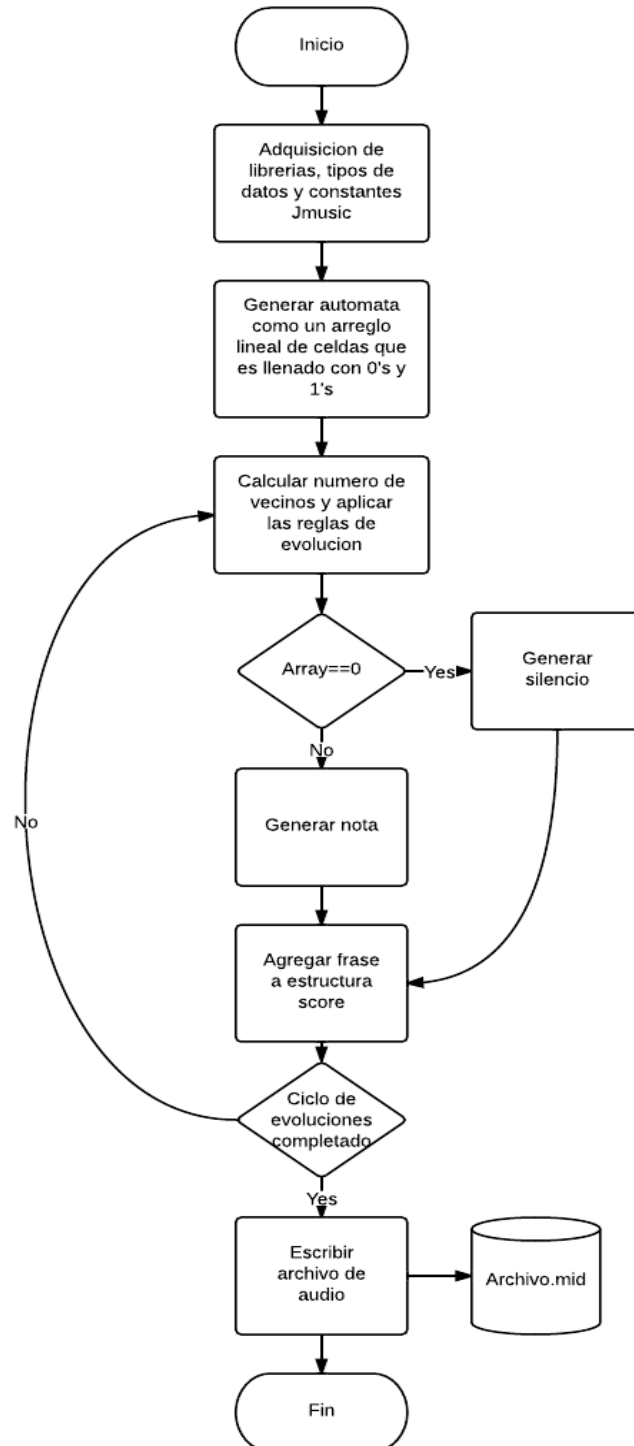 Inicio
Adquisicion de
librerias, tipos de
datos y constantes
Jmusic
Generar automata
como un arreglo
lineal de celdas que
es llenado con 0's y
1's
Calcular numero de
vecinos y aplicar
las reglas de
evolucion
Array==0
Yes
Generar
silencio
No
Generar nota
No
Agregar frase
a estructura
score
Ciclo de
evoluciones
completado
Yes
Escribir
archivo de
audio
Archivo.mid
Fin